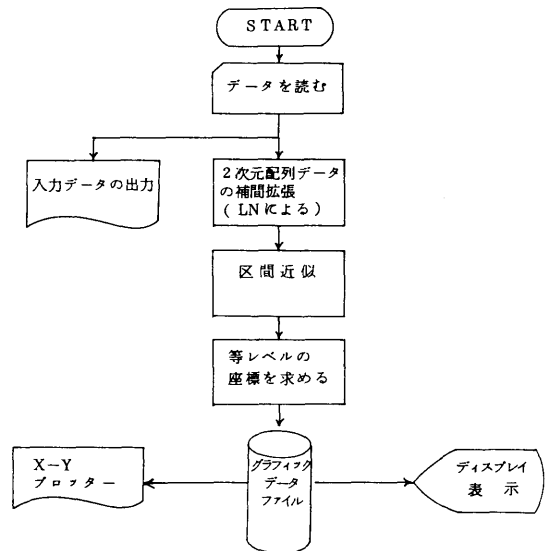 START
データを読む
入力データの出力
2次元配列データ
の補間拡張
( LNによる )
区間近似
等レベルの
座標を求める
X-Y
プロッター
グラフィック
データ
ファイル
ディスプレイ
表 示